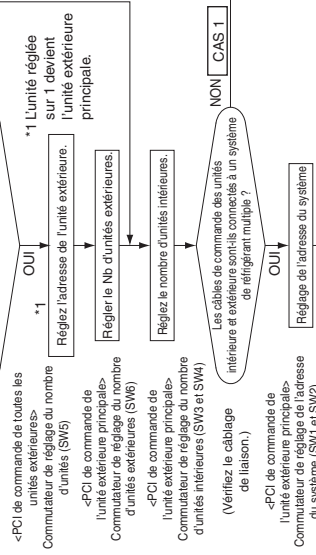 OUI
*1 L'unité réglée
sur 1 devient
l'unité extérieure
principale.
<PCI de commande de toutes les
unités extérieures>
Commutateur de réglage du nombre
d'unités (SW5)
*1
Réglez l'adresse de l'unité extérieure.
<PCI de commande de
l'unité extérieure principale>
Commutateur de réglage du nombre
d'unités extérieures (SW6)
Régler le Nb d'unités extérieures.
<PCI de commande de
l'unité extérieure principale>
Commutateur de réglage du nombre
d'unités intérieures (SW3 et SW4)
Réglez le nombre d'unités intérieures.
(Vérifiez le câblage
de liaison.)
Les câbles de commande des unités
intérieure et extérieure sont-ils connectés à un système
de réfrigérant multiple ?
NON
CAS 1
OUI
<PCI de commande de
l'unité extérieure principale>
Commutateur de réglage de l'adresse
du système (SW1 et SW2)
Réglage de l'adresse du système